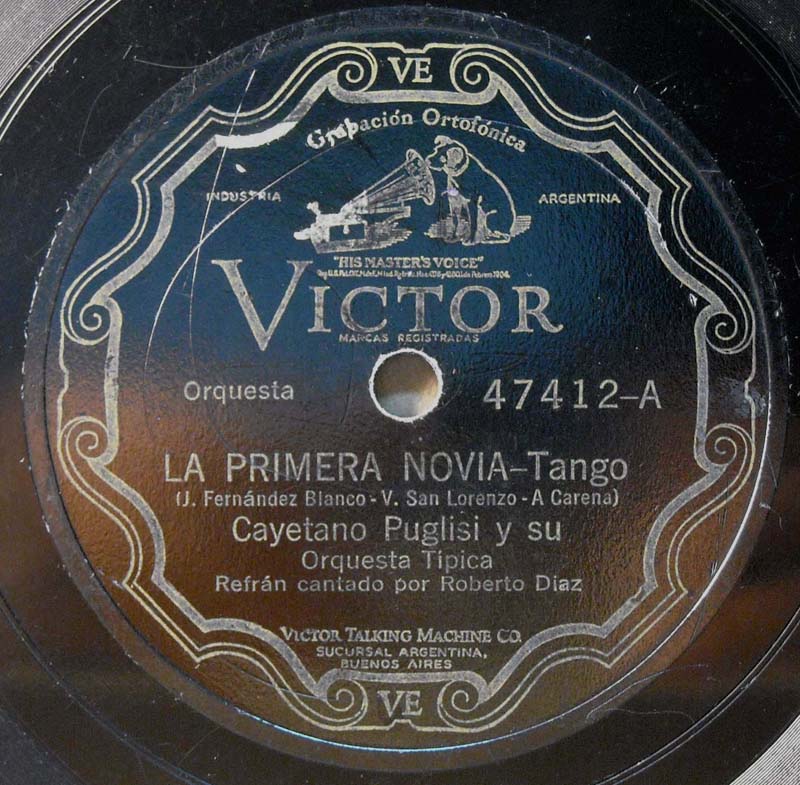 VE
Grabación Ortofónica
INDUSTRIA
ARGENTINA
"HIS MASTER'S VOICE"
VICTOR
MARCAS REGISTRADAS
Orquesta
47412-A
LA PRIMERA NOVIA-Tango
(J. Fernández Blanco - V. San Lorenzo - A Carena)
Cayetano Puglisi y su
Orquesta Típica
Refrán cantado por Roberto Diaz
VICTOR TALKING MACHINE CO.
SUCURSAL ARGENTINA,
BUENOS AIRES
VE